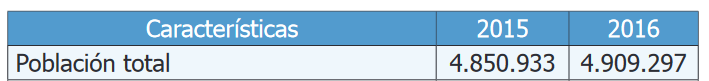 Características 2015 2016
Población total 4.850.933 4.909.297